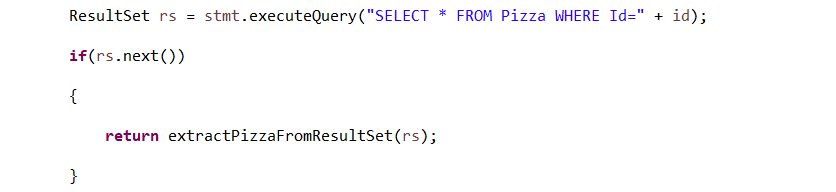 ResultSet rs = stmt.executeQuery("SELECT * FROM Pizza WHERE Id=" + id);
if(rs.next())
{
return extractPizzaFromResultSet(rs);
}